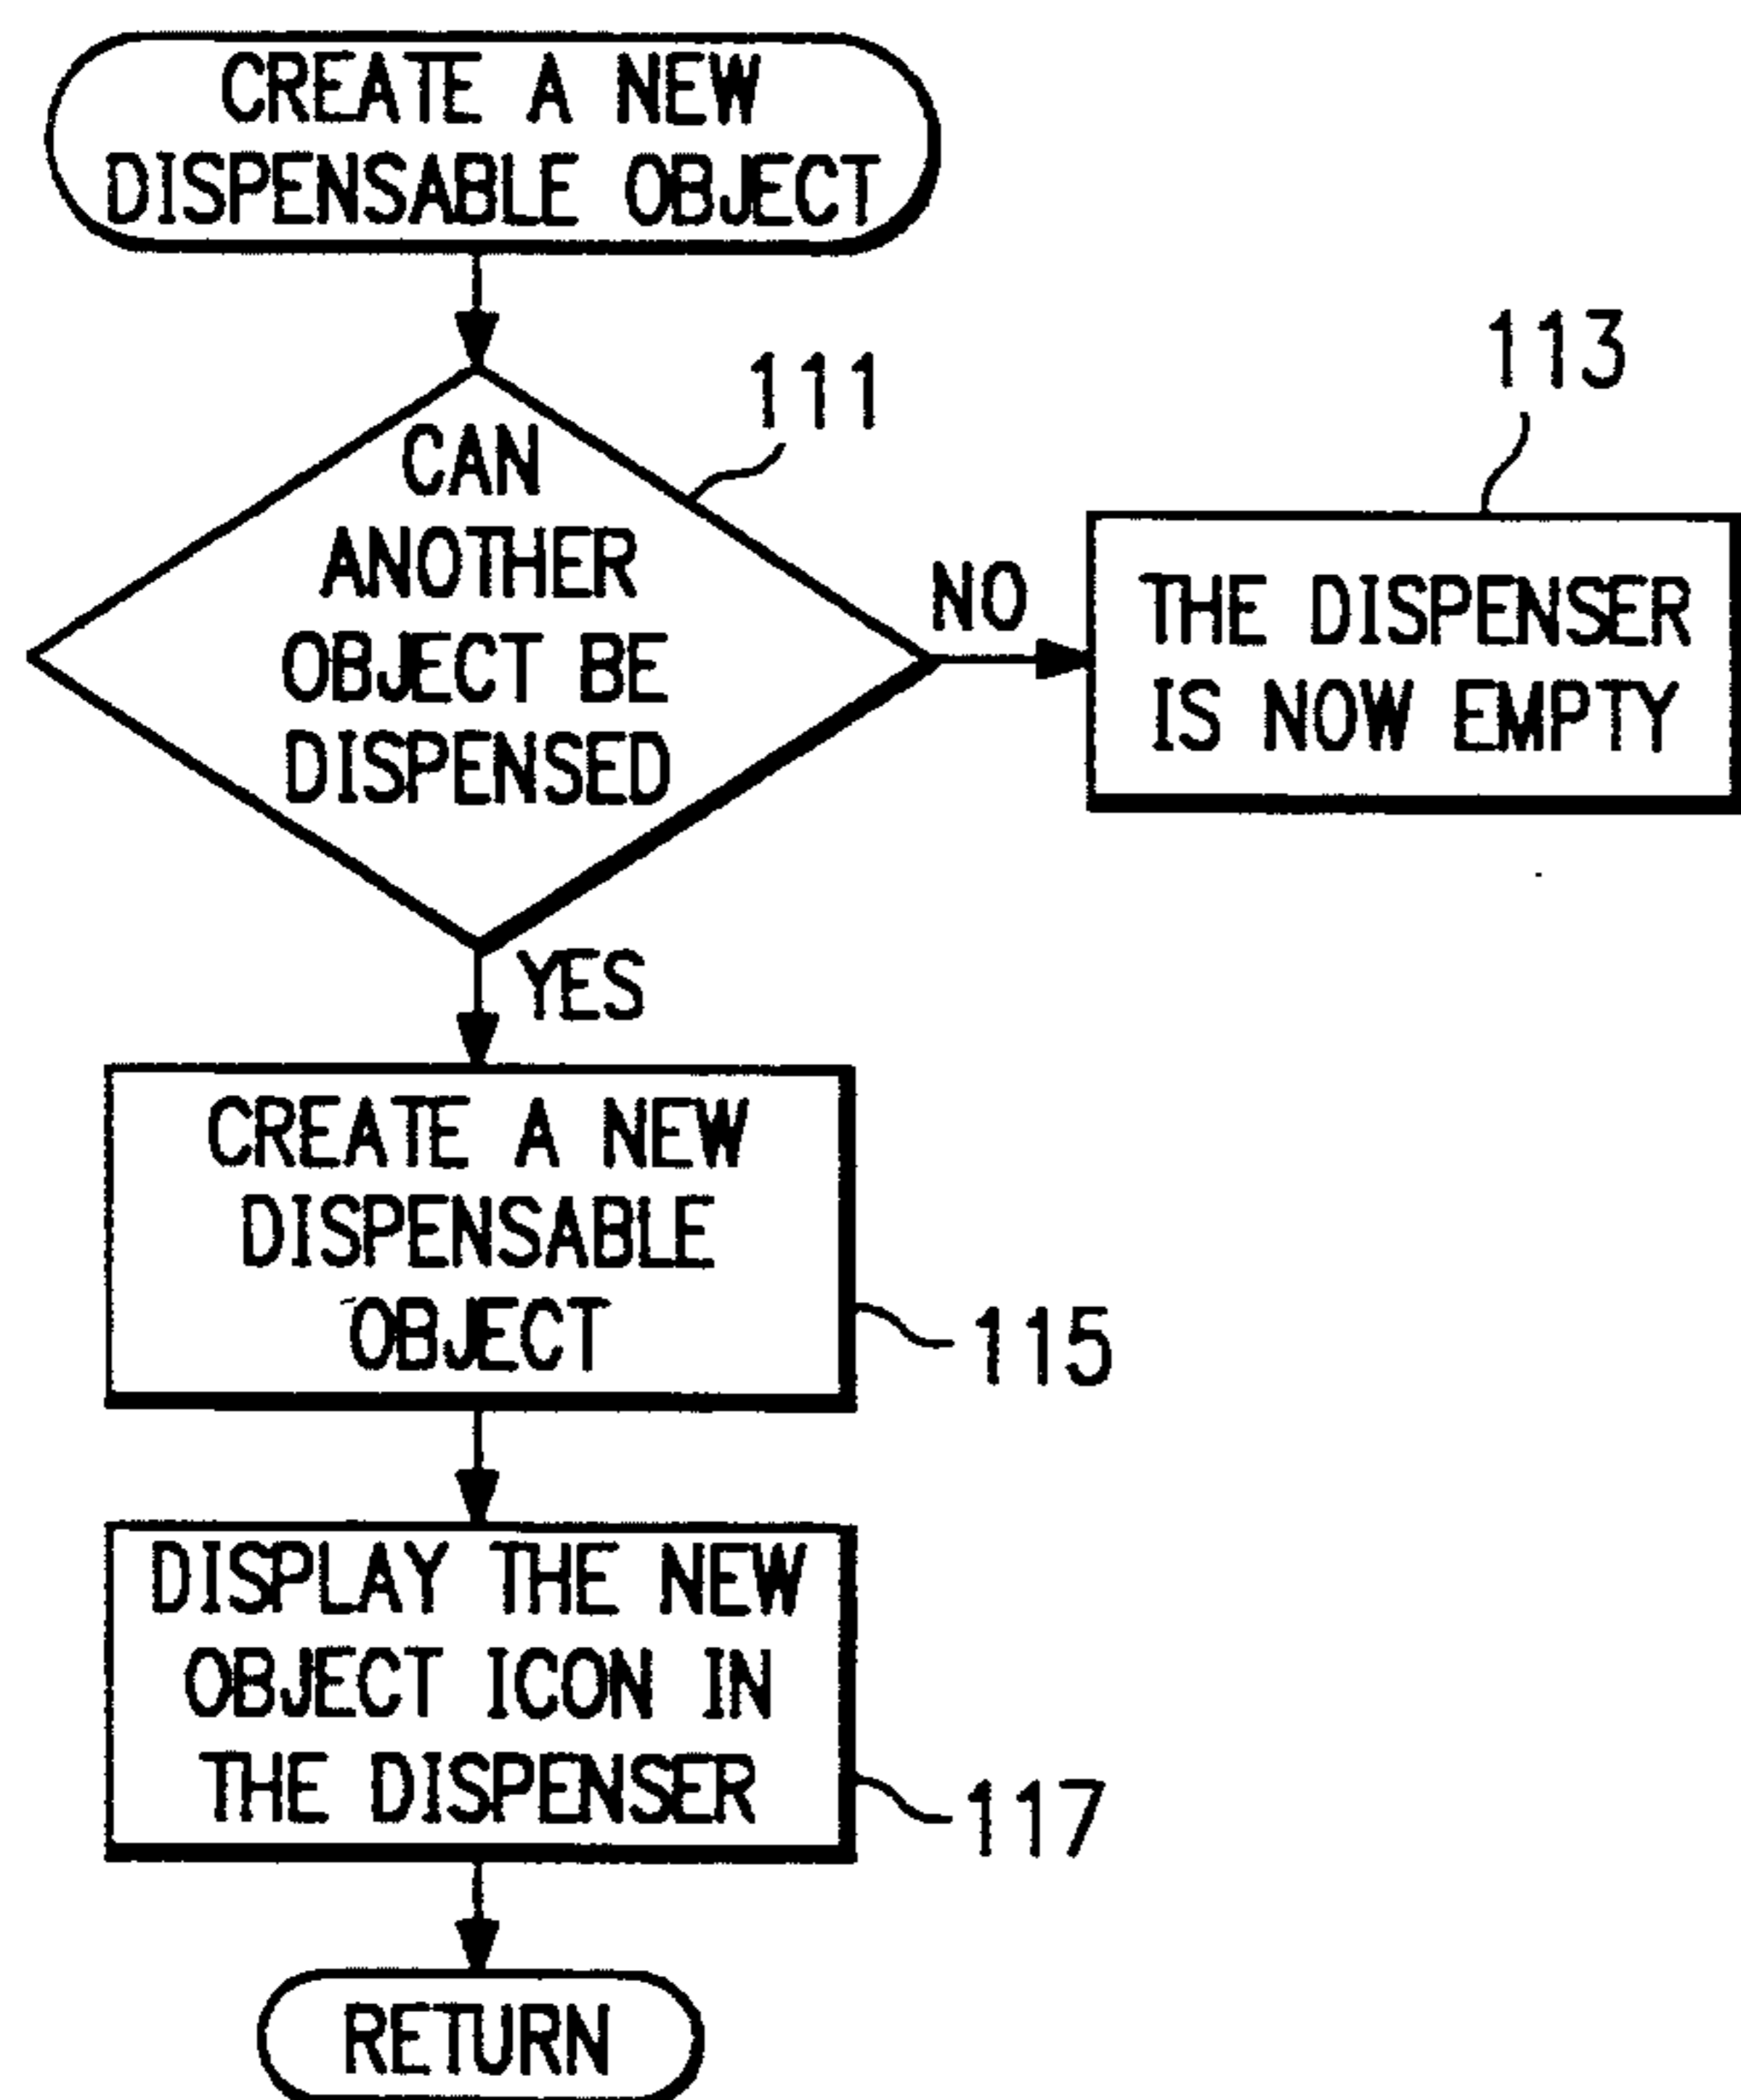 CREATE A NEW
DISPENSABLE OBJECT
111
CAN
ANOTHER
OBJECT BE
DISPENSED
NO
113
THE DISPENSER
IS NOW EMPTY
YES
CREATE A NEW
DISPENSABLE
OBJECT
115
DISPLAY THE NEW
OBJECT ICON IN
THE DISPENSER
117
RETURN